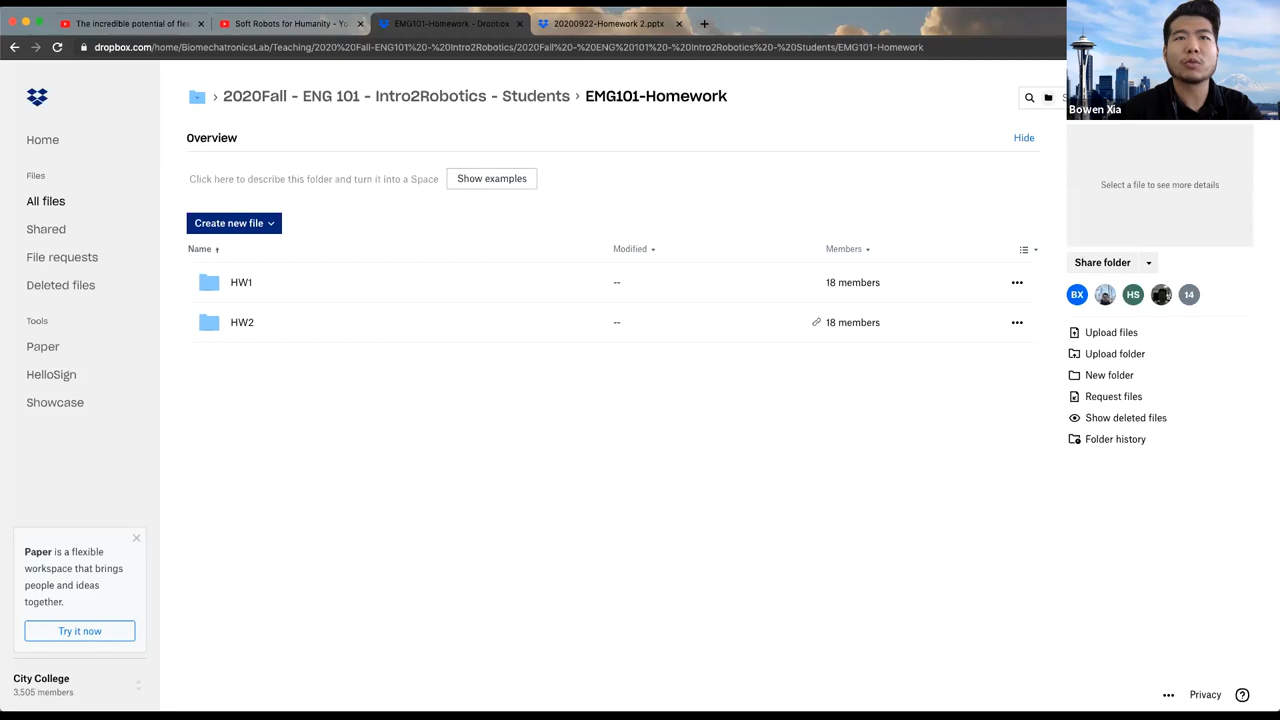 The incredible potential of flex
Soft Robots for Humanity - Yo
EMG101-Homework - Dropbox
20200922-Homework 2.pptx
dropbox.com/home/BiomechatronicsLab/Teaching/2020%20Fall-ENG101%20-%20Intro2Robotics/2020Fall%20-%20ENG%20101%20-%20Intro2Robotics%20-%20Students/EMG101-Homework
Bowen Xia
2020Fall - ENG 101 - Intro2Robotics - Students › EMG101-Homework
Home
Files
All files
Shared
File requests
Deleted files
Tools
Paper
HelloSign
Showcase
Overview
Hide
Click here to describe this folder and turn it into a Space
Show examples
Create new file
Name
Modified
Members
HW1
--
18 members
HW2
--
18 members
Select a file to see more details
Share folder
BX
HS
14
Upload files
Upload folder
New folder
Request files
Show deleted files
Folder history
Paper is a flexible
workspace that brings
people and ideas
together.
Try it now
City College
3,505 members
Privacy